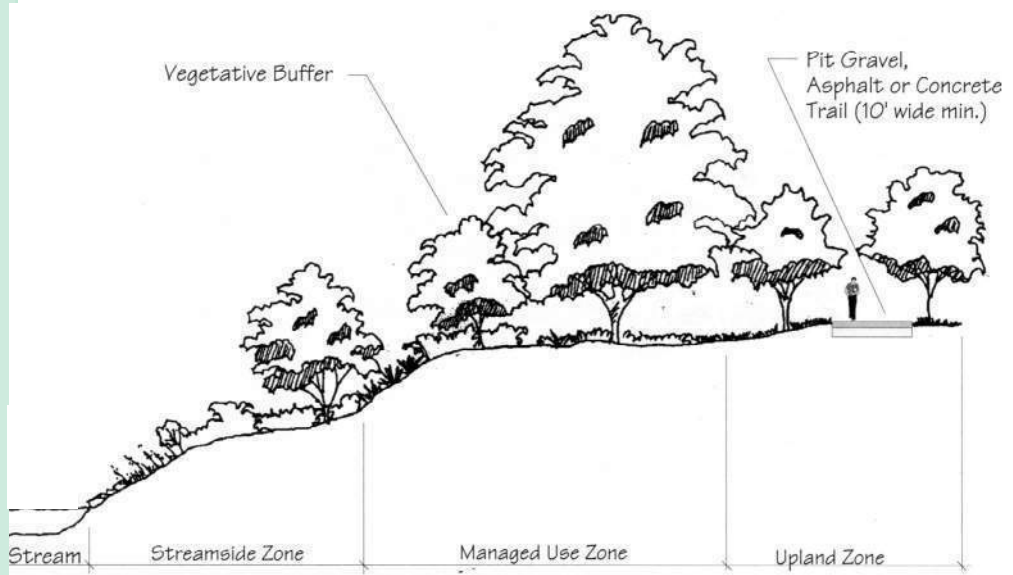 Vegetative Buffer
Pit Gravel,
Asphalt or Concrete
Trail (10' wide min.)
Stream
Streamside Zone
Managed Use Zone
Upland Zone